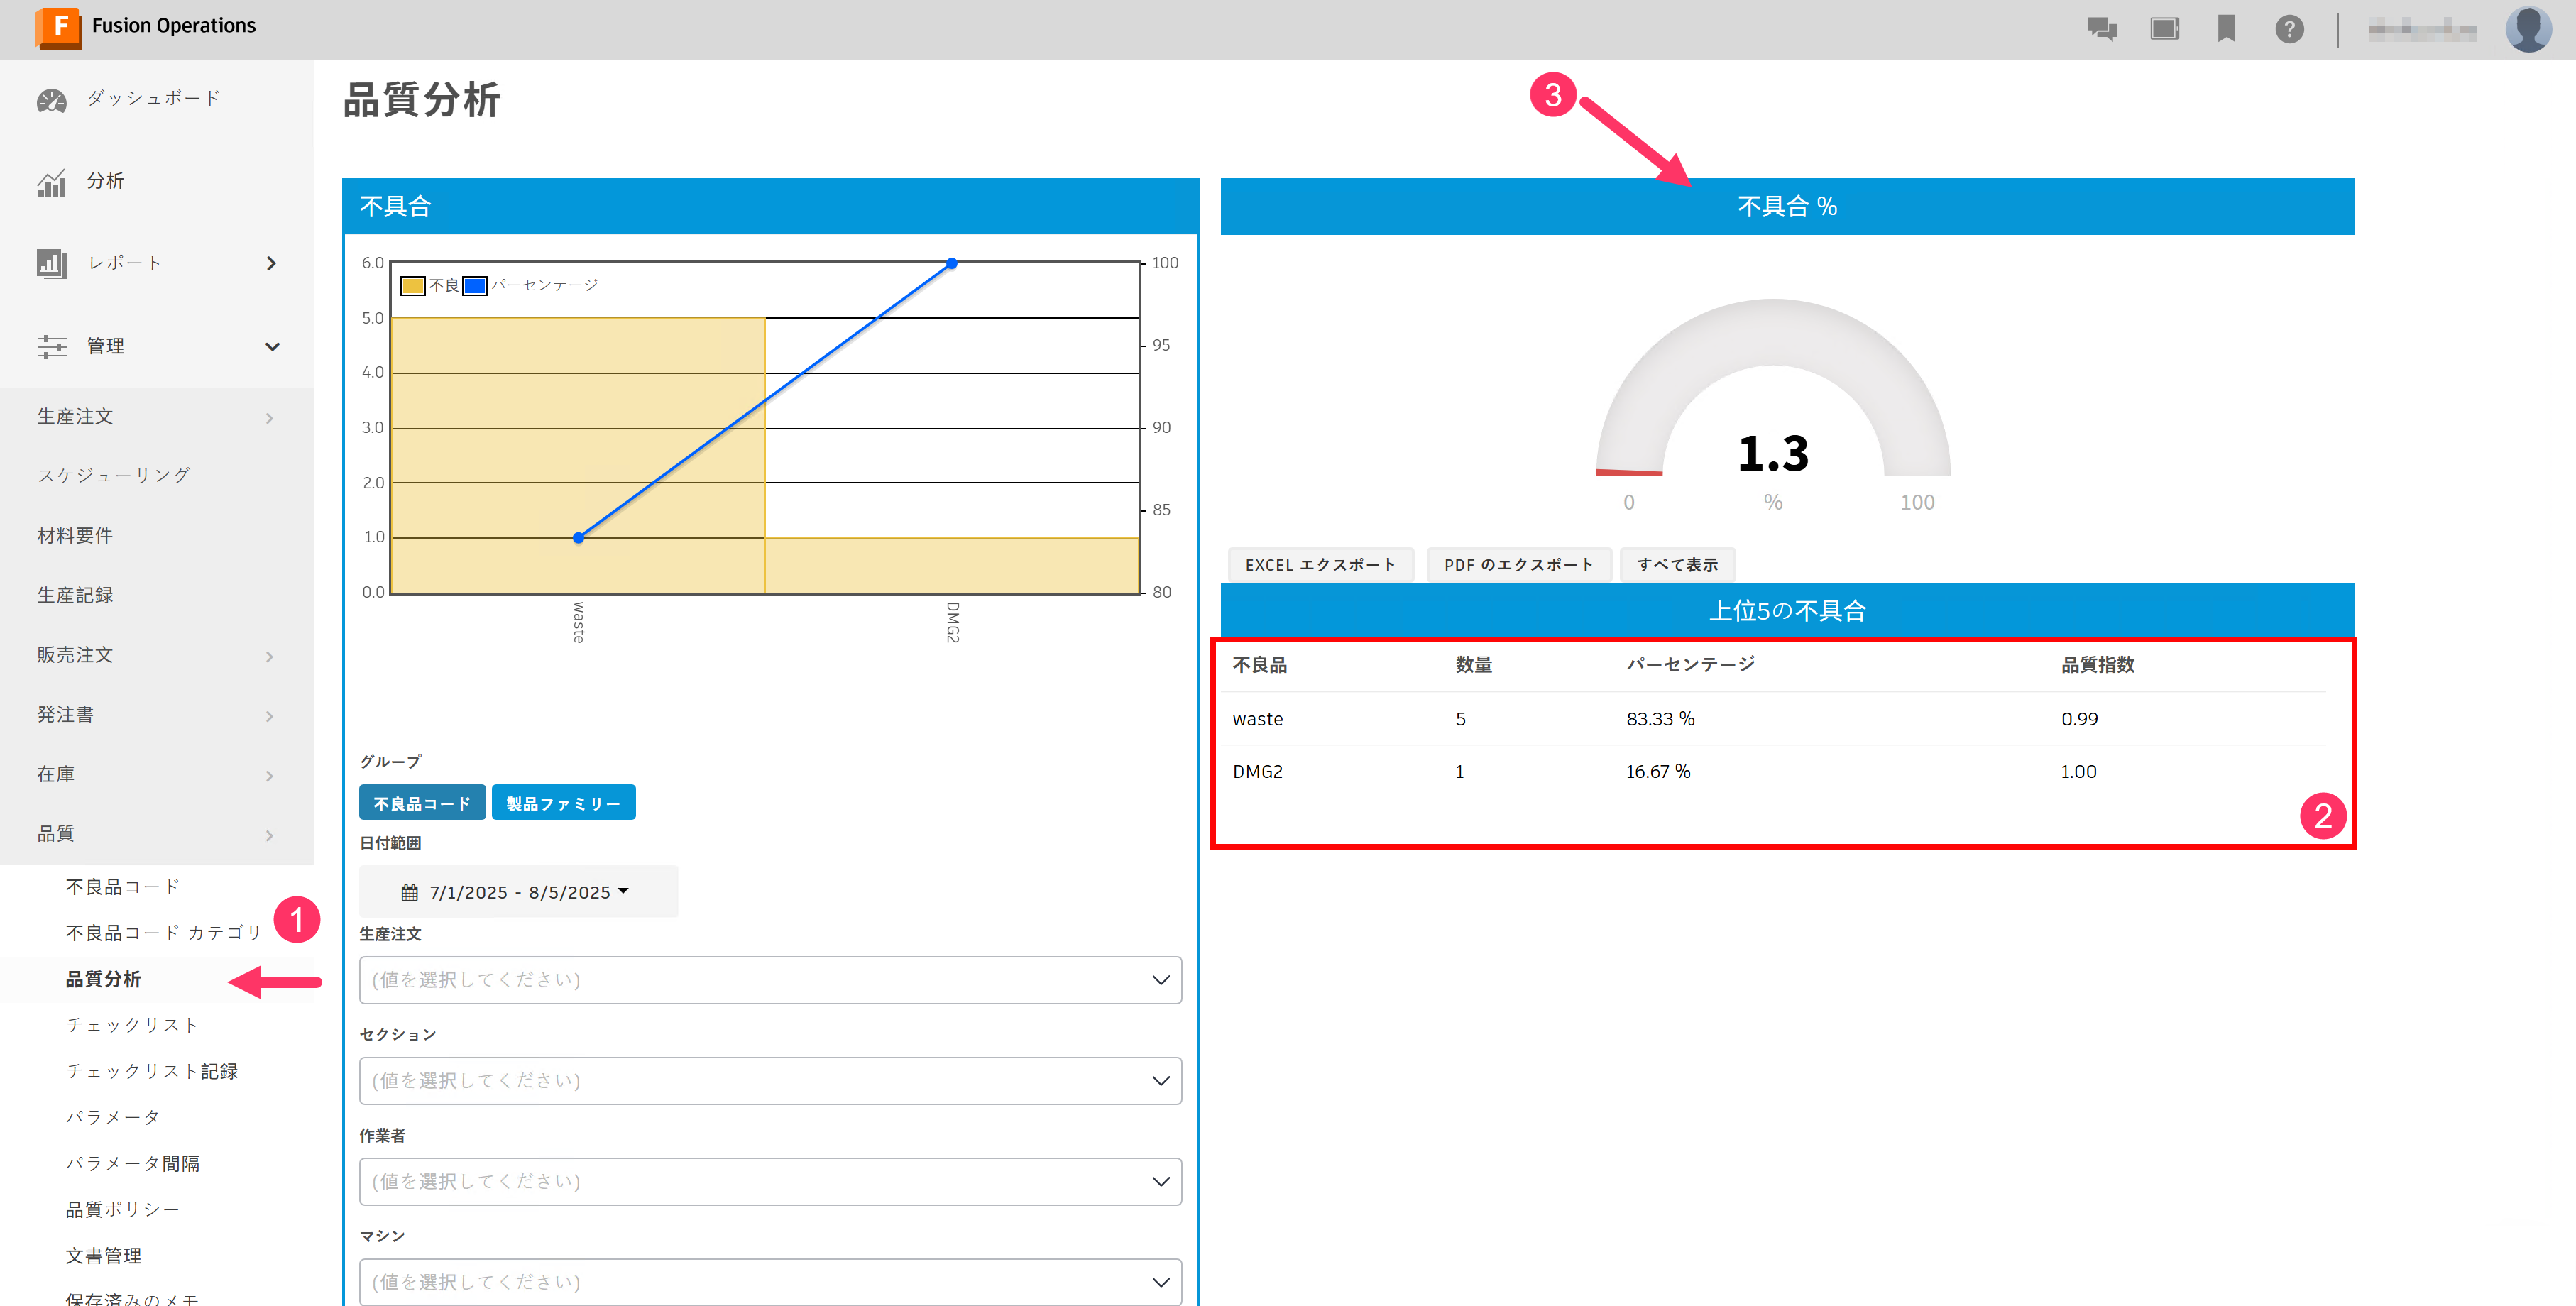 F Fusion Operations
?
ダッシュボード
分析
レポート
管理
生産注文
スケジューリング
材料要件
生産記録
販売注文
発注書
在庫
品質
不良品コード
不良品コード カテゴリ
1
品質分析
チェックリスト
チェックリスト記録
パラメータ
パラメータ間隔
品質ポリシー
文書管理
保存済みのメモ
品質分析
不具合
不良 パーセンテージ
6.0
5.0
4.0
3.0
2.0
1.0
0.0
100
95
90
85
80
waste
DMG2
グループ
不良品コード
製品ファミリー
日付範囲
7/1/2025 - 8/5/2025
生産注文
(値を選択してください)
セクション
(値を選択してください)
作業者
(値を選択してください)
マシン
(値を選択してください)
3
不具合 %
1.3
0 % 100
EXCEL エクスポート
PDF のエクスポート
すべて表示
上位5の不具合
不良品 数量 パーセンテージ 品質指数
waste 5 83.33 % 0.99
DMG2 1 16.67 % 1.00
2